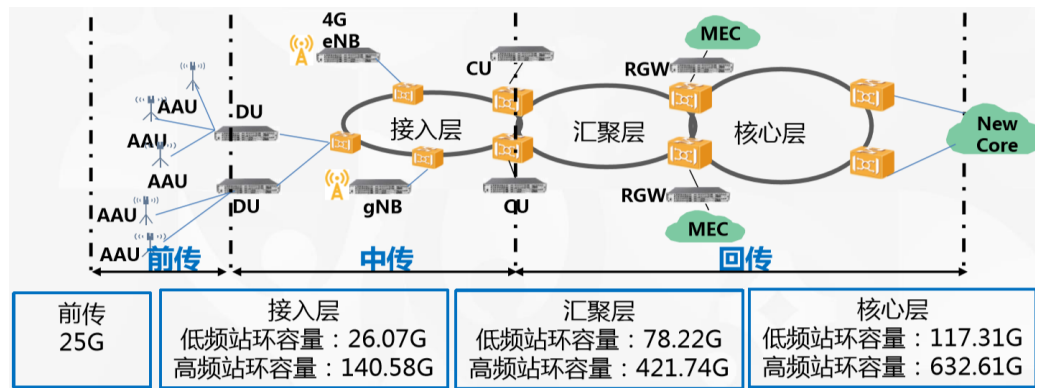 4G
eNB
CU
MEC
RGW
AAU
DU
接入层
汇聚层
核心层
New
Core
AAU
AAU
AAU
DU
gNB
CU
RGW
MEC
AAU
前传
中传
回传
前传
25G
接入层
低频站环容量：26.07G
高频站环容量：140.58G
汇聚层
低频站环容量：78.22G
高频站环容量：421.74G
核心层
低频站环容量：117.31G
高频站环容量：632.61G